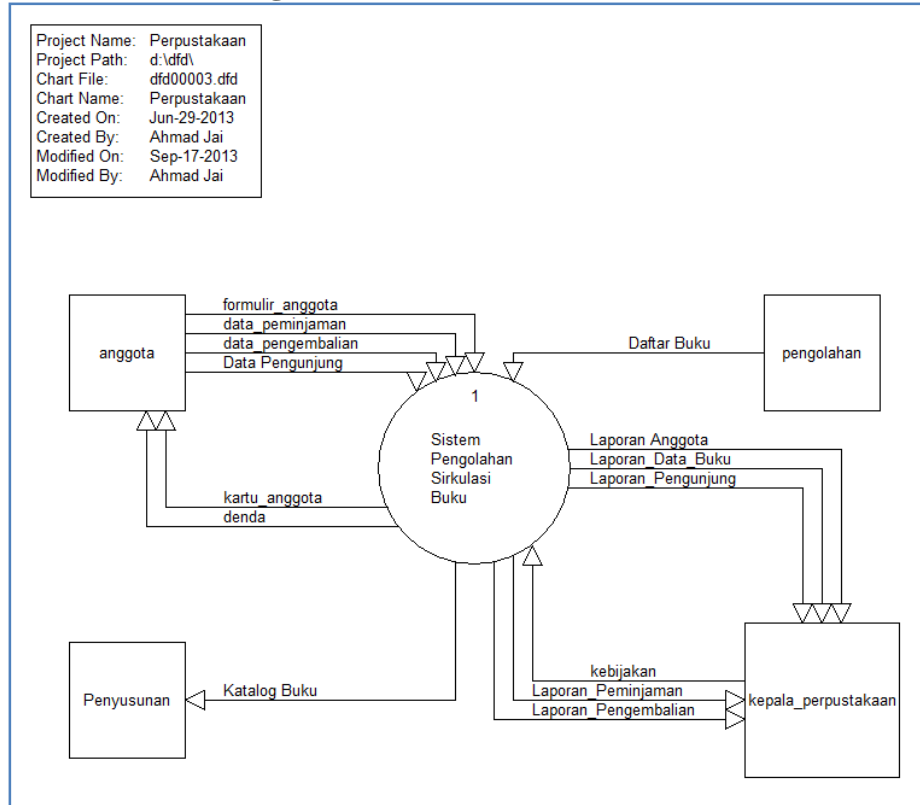 Project Name: Perpustakaan
Project Path: d:\dfd\
Chart File: dfd00003.dfd
Chart Name: Perpustakaan
Created On: Jun-29-2013
Created By: Ahmad Jai
Modified On: Sep-17-2013
Modified By: Ahmad Jai
anggota
formulir_anggota
data_peminjaman
data_pengembalian
Data Pengunjung
Daftar Buku
pengolahan
1
Sistem
Pengolahan
Sirkulasi
Buku
Laporan Anggota
Laporan_Data_Buku
Laporan_Pengunjung
kartu_anggota
denda
Penyusunan
Katalog Buku
kebijakan
Laporan_Peminjaman
Laporan_Pengembalian
kepala_perpustakaan